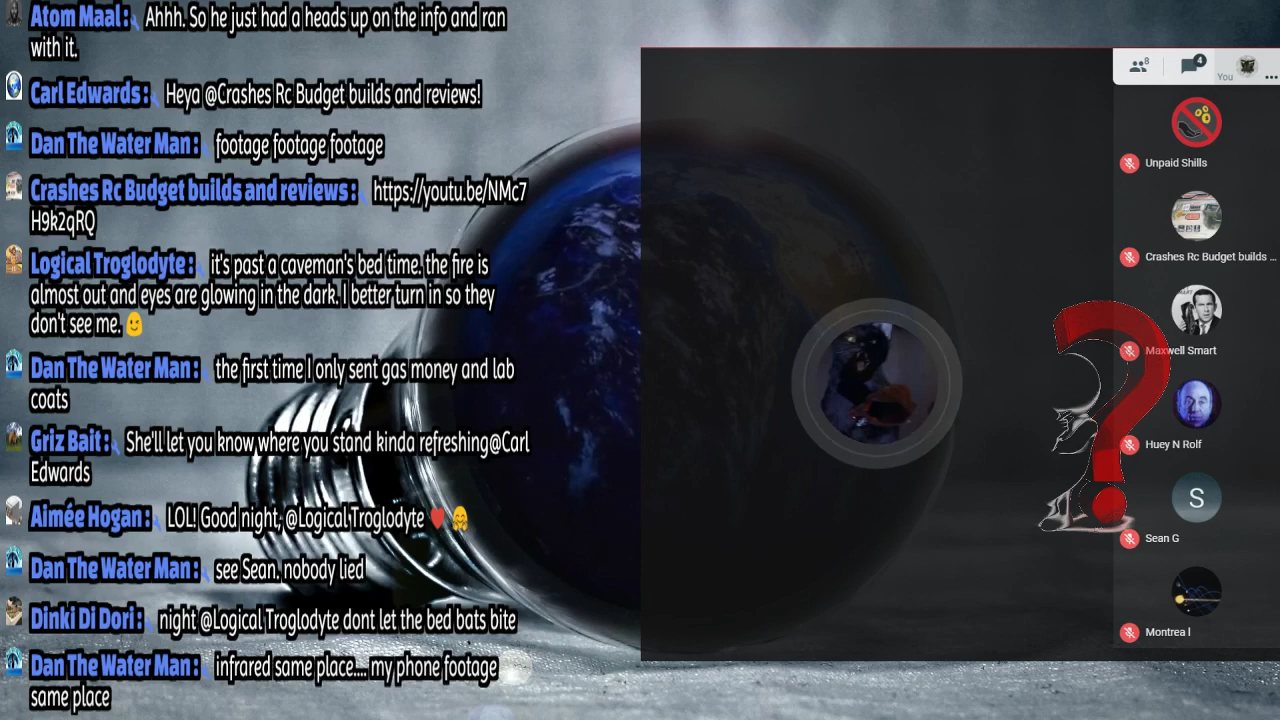 Atom Maal: Ahhh. So he just had a heads up on the info and ran
with it.
Carl Edwards: Heya @Crashes Rc Budget builds and reviews!
Dan The Water Man: footage footage footage
Crashes Rc Budget builds and reviews: https://youtu.be/NMc7
H9k2qRQ
Logical Troglodyte: it's past a caveman's bed time. the fire is
almost out and eyes are glowing in the dark. I better turn in so they
don't see me. 😉
Dan The Water Man: the first time I only sent gas money and lab
coats
Griz Bait: She'll let you know where you stand kinda refreshing@Carl
Edwards
Aimée Hogan: LOL! Good night, @Logical Troglodyte ♥️ 🤗
Dan The Water Man: see Sean. nobody lied
Dinki Di Dori: night @Logical Troglodyte dont let the bed bats bite
Dan The Water Man: infrared same place.... my phone footage
same place
8
4
You
Unpaid Shills
Crashes Rc Budget builds ...
Maxwell Smart
Huey N Rolf
S
Sean G
Montrea l
?